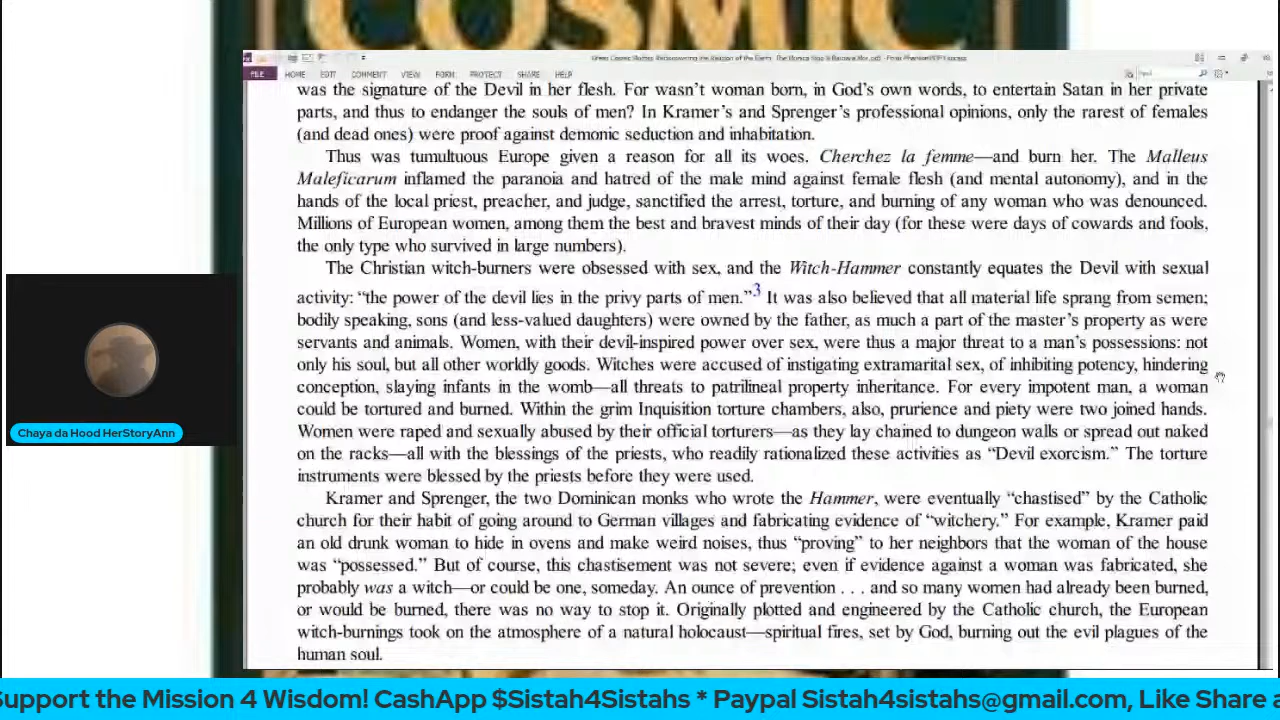 COSMIC
Great Cosmic Mother Rediscovering the Religion of the Earth
FILE HOME EDIT COMMENT VIEW FORM PROTECT SHARE HELP
was the signature of the Devil in her flesh. For wasn’t woman born, in God’s own words, to entertain Satan in her private
parts, and thus to endanger the souls of men? In Kramer’s and Sprenger’s professional opinions, only the rarest of females
(and dead ones) were proof against demonic seduction and inhabitation.
Thus was tumultuous Europe given a reason for all its woes. Cherchez la femme—and burn her. The Malleus
Maleficarum inflamed the paranoia and hatred of the male mind against female flesh (and mental autonomy), and in the
hands of the local priest, preacher, and judge, sanctified the arrest, torture, and burning of any woman who was denounced.
Millions of European women, among them the best and bravest minds of their day (for these were days of cowards and fools,
the only type who survived in large numbers).
The Christian witch-burners were obsessed with sex, and the Witch-Hammer constantly equates the Devil with sexual
activity: “the power of the devil lies in the privy parts of men.”3 It was also believed that all material life sprang from semen;
bodily speaking, sons (and less-valued daughters) were owned by the father, as much a part of the master’s property as were
servants and animals. Women, with their devil-inspired power over sex, were thus a major threat to a man’s possessions: not
only his soul, but all other worldly goods. Witches were accused of instigating extramarital sex, of inhibiting potency, hindering
conception, slaying infants in the womb—all threats to patrilineal property inheritance. For every impotent man, a woman
could be tortured and burned. Within the grim Inquisition torture chambers, also, prurience and piety were two joined hands.
Women were raped and sexually abused by their official torturers—as they lay chained to dungeon walls or spread out naked
on the racks—all with the blessings of the priests, who readily rationalized these activities as “Devil exorcism.” The torture
instruments were blessed by the priests before they were used.
Kramer and Sprenger, the two Dominican monks who wrote the Hammer, were eventually “chastised” by the Catholic
church for their habit of going around to German villages and fabricating evidence of “witchery.” For example, Kramer paid
an old drunk woman to hide in ovens and make weird noises, thus “proving” to her neighbors that the woman of the house
was “possessed.” But of course, this chastisement was not severe; even if evidence against a woman was fabricated, she
probably was a witch—or could be one, someday. An ounce of prevention . . . and so many women had already been burned,
or would be burned, there was no way to stop it. Originally plotted and engineered by the Catholic church, the European
witch-burnings took on the atmosphere of a natural holocaust—spiritual fires, set by God, burning out the evil plagues of the
human soul.
Chaya da Hood HerStoryAnn
Support the Mission 4 Wisdom! CashApp $Sistah4Sistahs * Paypal Sistah4sistahs@gmail.com, Like Share a